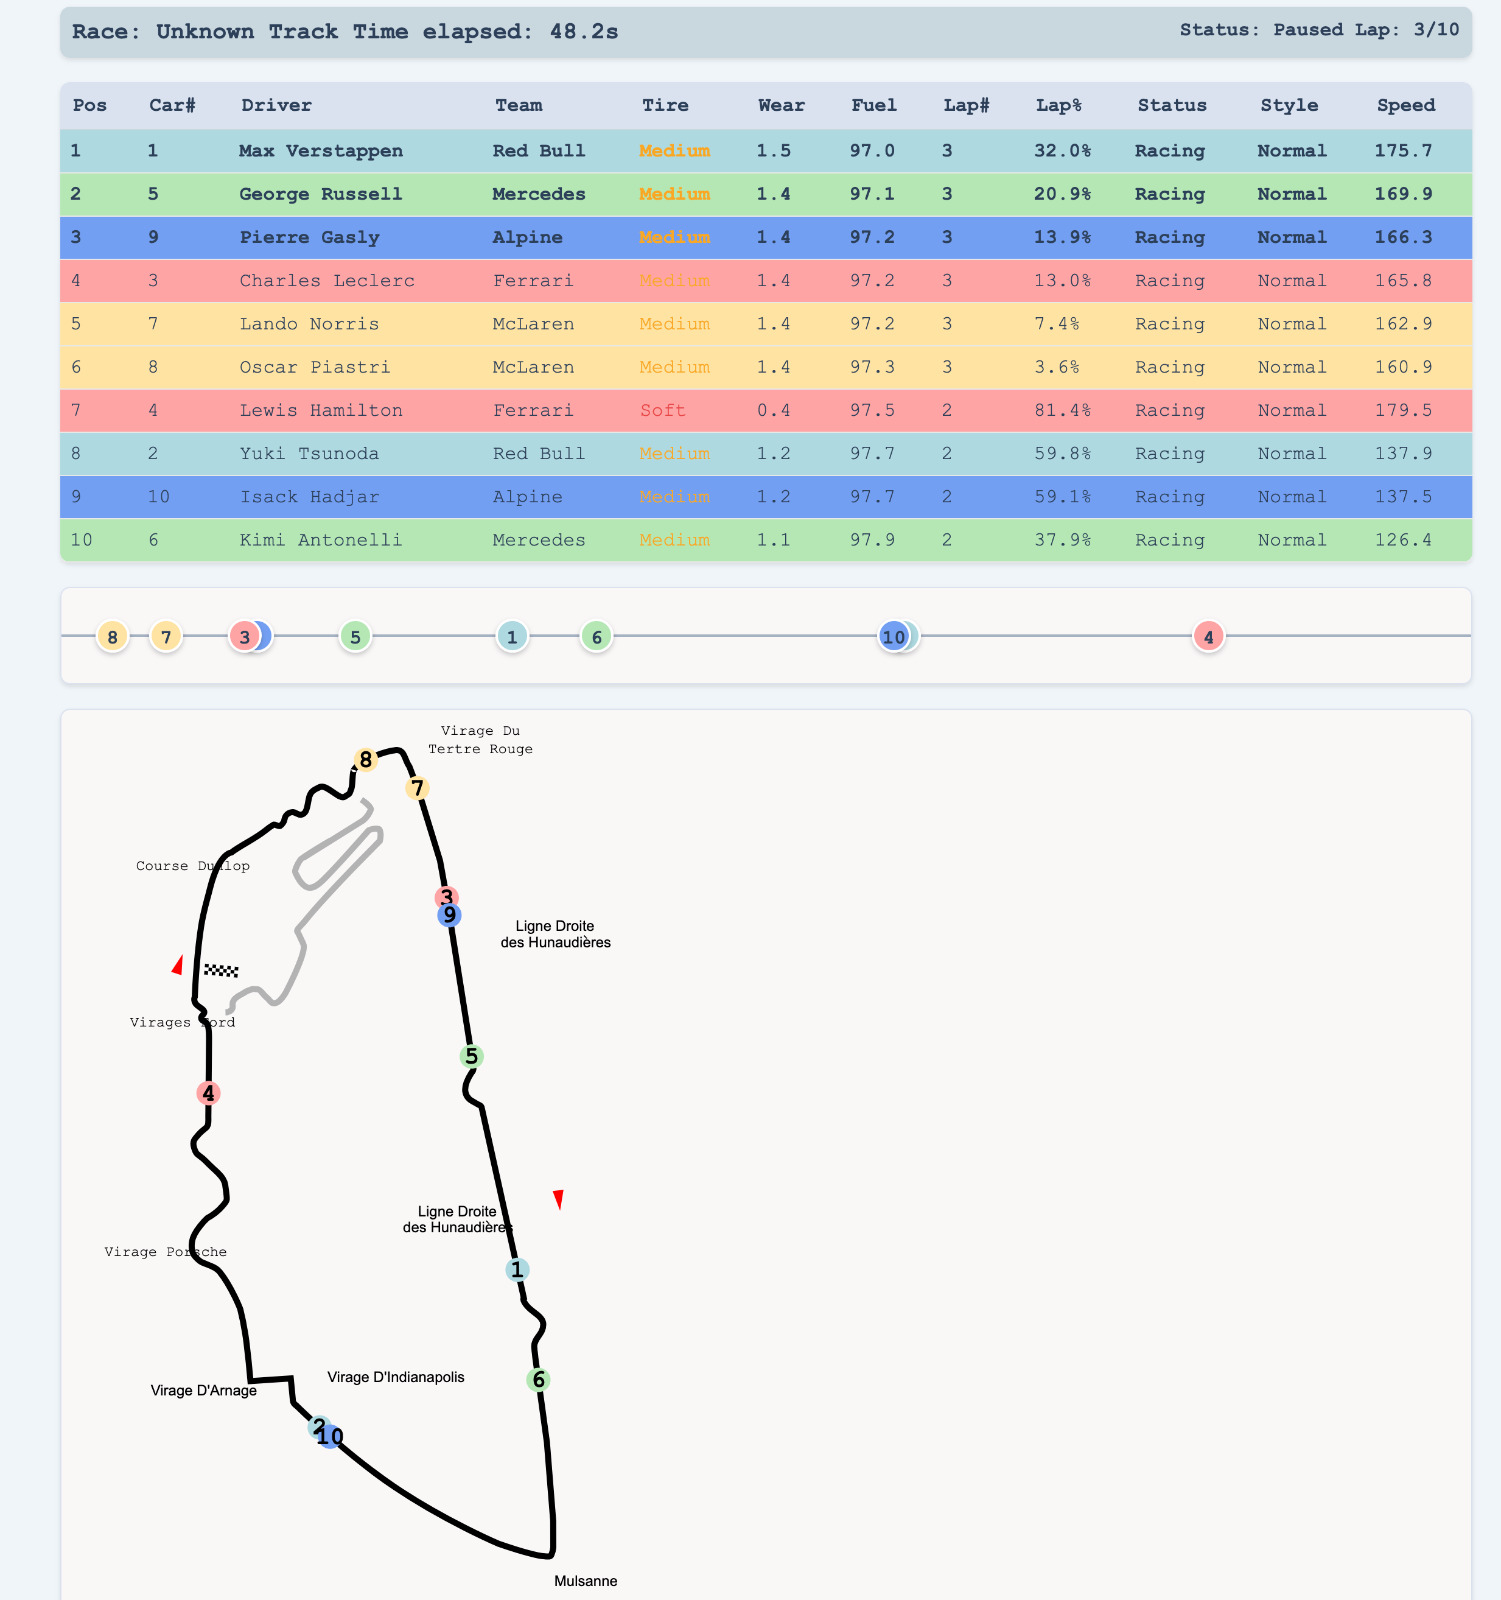 Race: Unknown Track Time elapsed: 48.2s
Status: Paused Lap: 3/10
Pos Car# Driver Team Tire Wear Fuel Lap# Lap% Status Style Speed
1 1 Max Verstappen Red Bull Medium 1.5 97.0 3 32.0% Racing Normal 175.7
2 5 George Russell Mercedes Medium 1.4 97.1 3 20.9% Racing Normal 169.9
3 9 Pierre Gasly Alpine Medium 1.4 97.2 3 13.9% Racing Normal 166.3
4 3 Charles Leclerc Ferrari Medium 1.4 97.2 3 13.0% Racing Normal 165.8
5 7 Lando Norris McLaren Medium 1.4 97.2 3 7.4% Racing Normal 162.9
6 8 Oscar Piastri McLaren Medium 1.4 97.3 3 3.6% Racing Normal 160.9
7 4 Lewis Hamilton Ferrari Soft 0.4 97.5 2 81.4% Racing Normal 179.5
8 2 Yuki Tsunoda Red Bull Medium 1.2 97.7 2 59.8% Racing Normal 137.9
9 10 Isack Hadjar Alpine Medium 1.2 97.7 2 59.1% Racing Normal 137.5
10 6 Kimi Antonelli Mercedes Medium 1.1 97.9 2 37.9% Racing Normal 126.4
8 7 3 5 1 6 10 4
Virage Du
Tertre Rouge
8
7
Course Dunlop
3
9
Ligne Droite
des Hunaudières
Virages Ford
5
4
Ligne Droite
des Hunaudières
Virage Porsche
1
Virage D'Indianapolis
6
Virage D'Arnage
2
10
Mulsanne